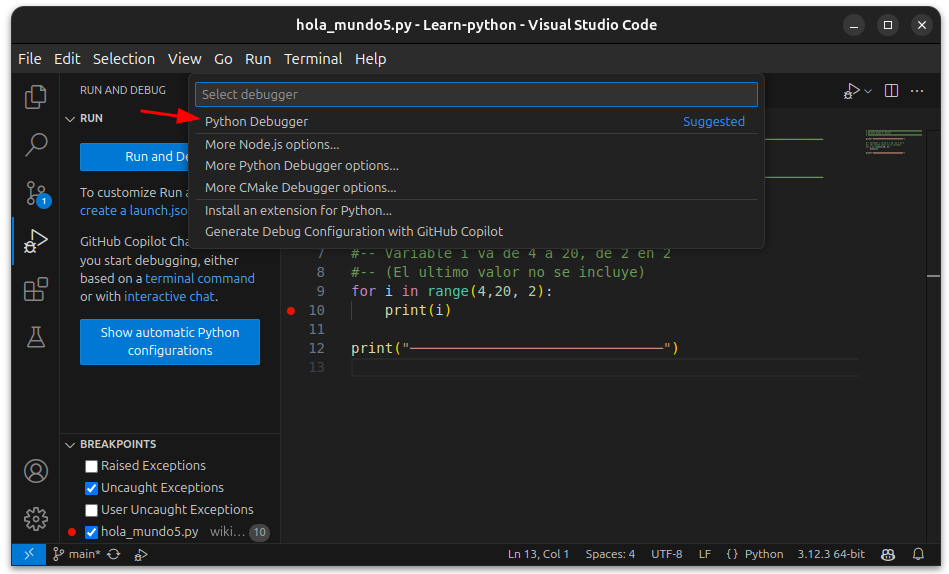 hola_mundo5.py - Learn-python - Visual Studio Code
File Edit Selection View Go Run Terminal Help
RUN AND DEBUG
Select debugger
Python Debugger Suggested
More Node.js options...
More Python Debugger options...
More CMake Debugger options...
Install an extension for Python...
Generate Debug Configuration with GitHub Copilot
RUN
Run and De
To customize Run a
create a launch.jso
GitHub Copilot Cha
you start debugging, either
based on a terminal command
or with interactive chat.
Show automatic Python
configurations
7 #-- Variable i va de 4 a 20, de 2 en 2
8 #-- (El ultimo valor no se incluye)
9 for i in range(4,20, 2):
10 print(i)
11
12 print("──────────────────────────────")
13
BREAKPOINTS
Raised Exceptions
Uncaught Exceptions
User Uncaught Exceptions
hola_mundo5.py wiki... 10
1
main* Ln 13, Col 1 Spaces: 4 UTF-8 LF { } Python 3.12.3 64-bit